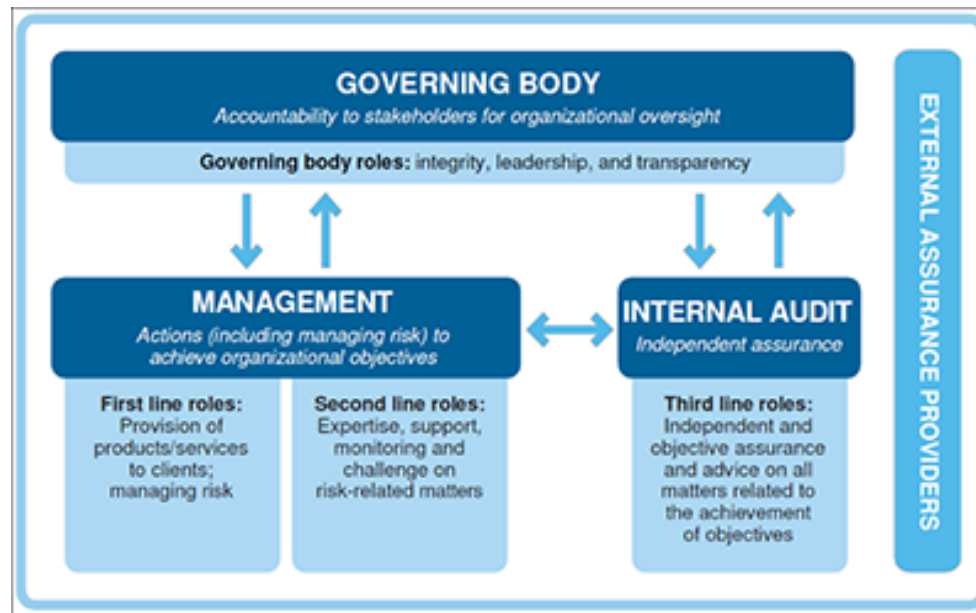 GOVERNING BODY
Accountability to stakeholders for organizational oversight
Governing body roles: integrity, leadership, and transparency
MANAGEMENT
Actions (including managing risk) to
achieve organizational objectives
First line roles:
Provision of
products/services
to clients;
managing risk
Second line roles:
Expertise, support,
monitoring and
challenge on
risk-related matters
INTERNAL AUDIT
Independent assurance
Third line roles:
Independent and
objective assurance
and advice on all
matters related to
the achievement
of objectives
EXTERNAL ASSURANCE PROVIDERS